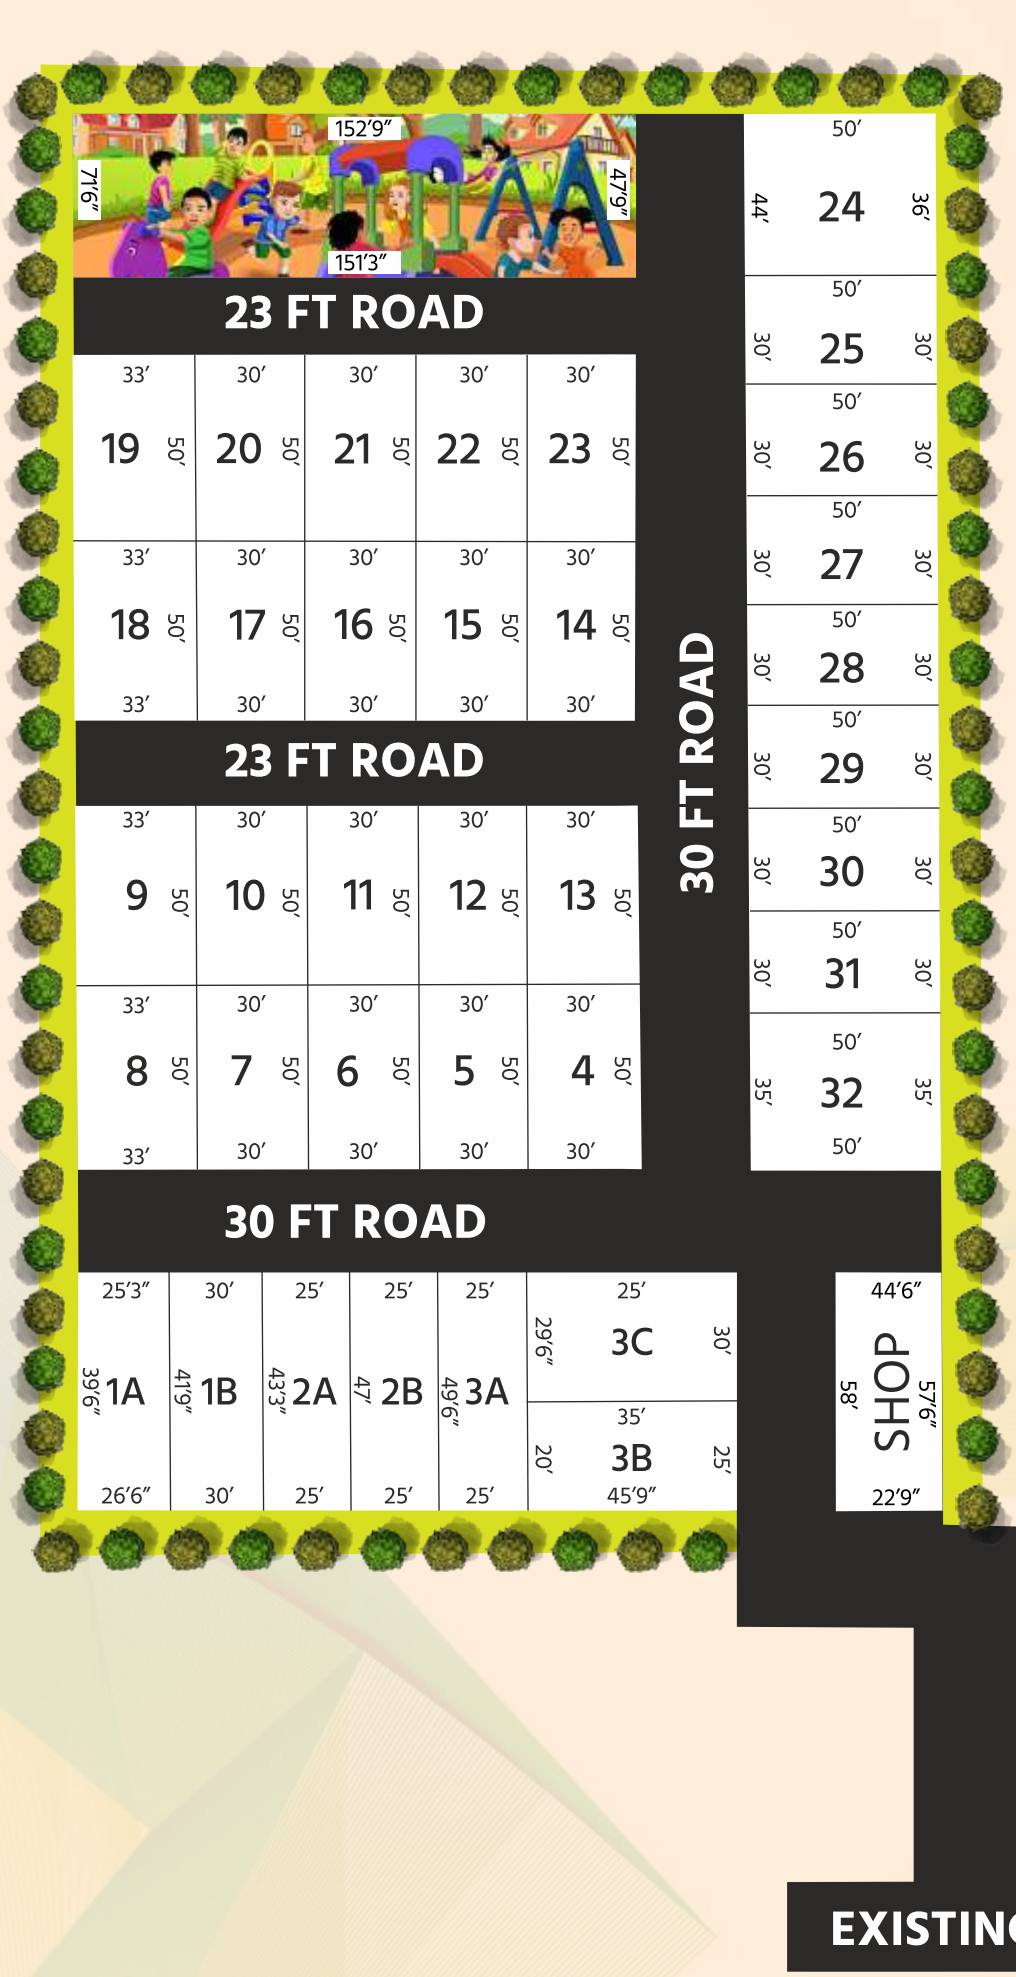 152′9″
71′6″
47′9″
151′3″
23 FT ROAD
33′ 30′ 30′ 30′ 30′
19 50′ 20 50′ 21 50′ 22 50′ 23 50′
33′ 30′ 30′ 30′ 30′
18 50′ 17 50′ 16 50′ 15 50′ 14 50′
33′ 30′ 30′ 30′ 30′
23 FT ROAD
33′ 30′ 30′ 30′ 30′
9 50′ 10 50′ 11 50′ 12 50′ 13 50′
33′ 30′ 30′ 30′ 30′
8 50′ 7 50′ 6 50′ 5 50′ 4 50′
33′ 30′ 30′ 30′ 30′
30 FT ROAD
50′
44′ 24 36′
50′
30′ 25 30′
50′
30′ 26 30′
50′
30′ 27 30′
50′
30′ 28 30′
50′
30′ 29 30′
50′
30′ 30 30′
50′
30′ 31 30′
50′
35′ 32 35′
50′
30 FT ROAD
25′3″ 30′ 25′ 25′ 25′
39′6″ 1A 41′9″ 1B 43′3″ 2A 47′ 2B 49′6″ 3A
26′6″ 30′ 25′ 25′ 25′
25′
29′6″ 3C 30′
35′
20′ 3B 25′
45′9″
44′6″
58′ SHOP 57′6″
22′9″
EXISTING